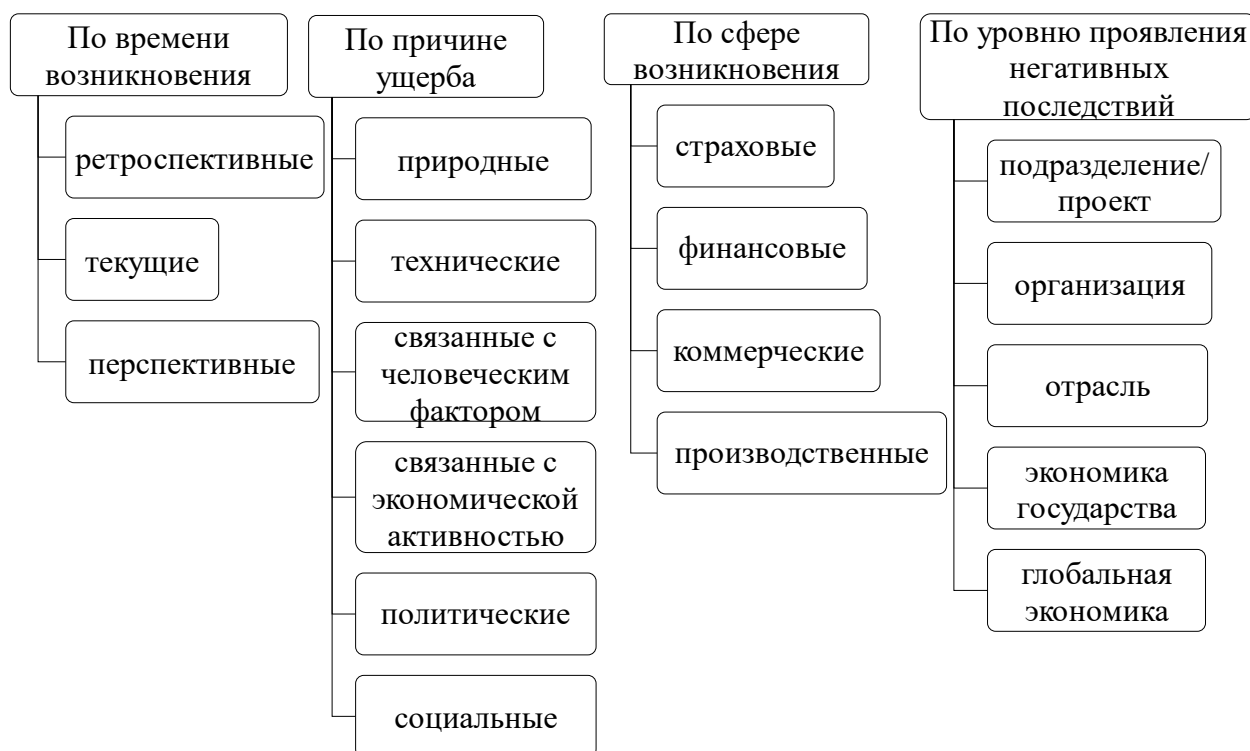 По времени
возникновения
ретроспективные
текущие
перспективные
По причине
ущерба
природные
технические
связанные с
человеческим
фактором
связанные с
экономической
активностью
политические
социальные
По сфере
возникновения
страховые
финансовые
коммерческие
производственные
По уровню проявления
негативных
последствий
подразделение/
проект
организация
отрасль
экономика
государства
глобальная
экономика